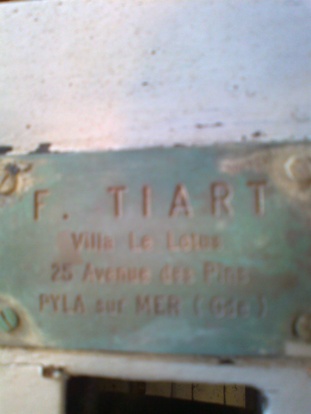 F. TIART
Villa Le Lotus
25 Avenue des Pins
PYLA sur MER (Gde)